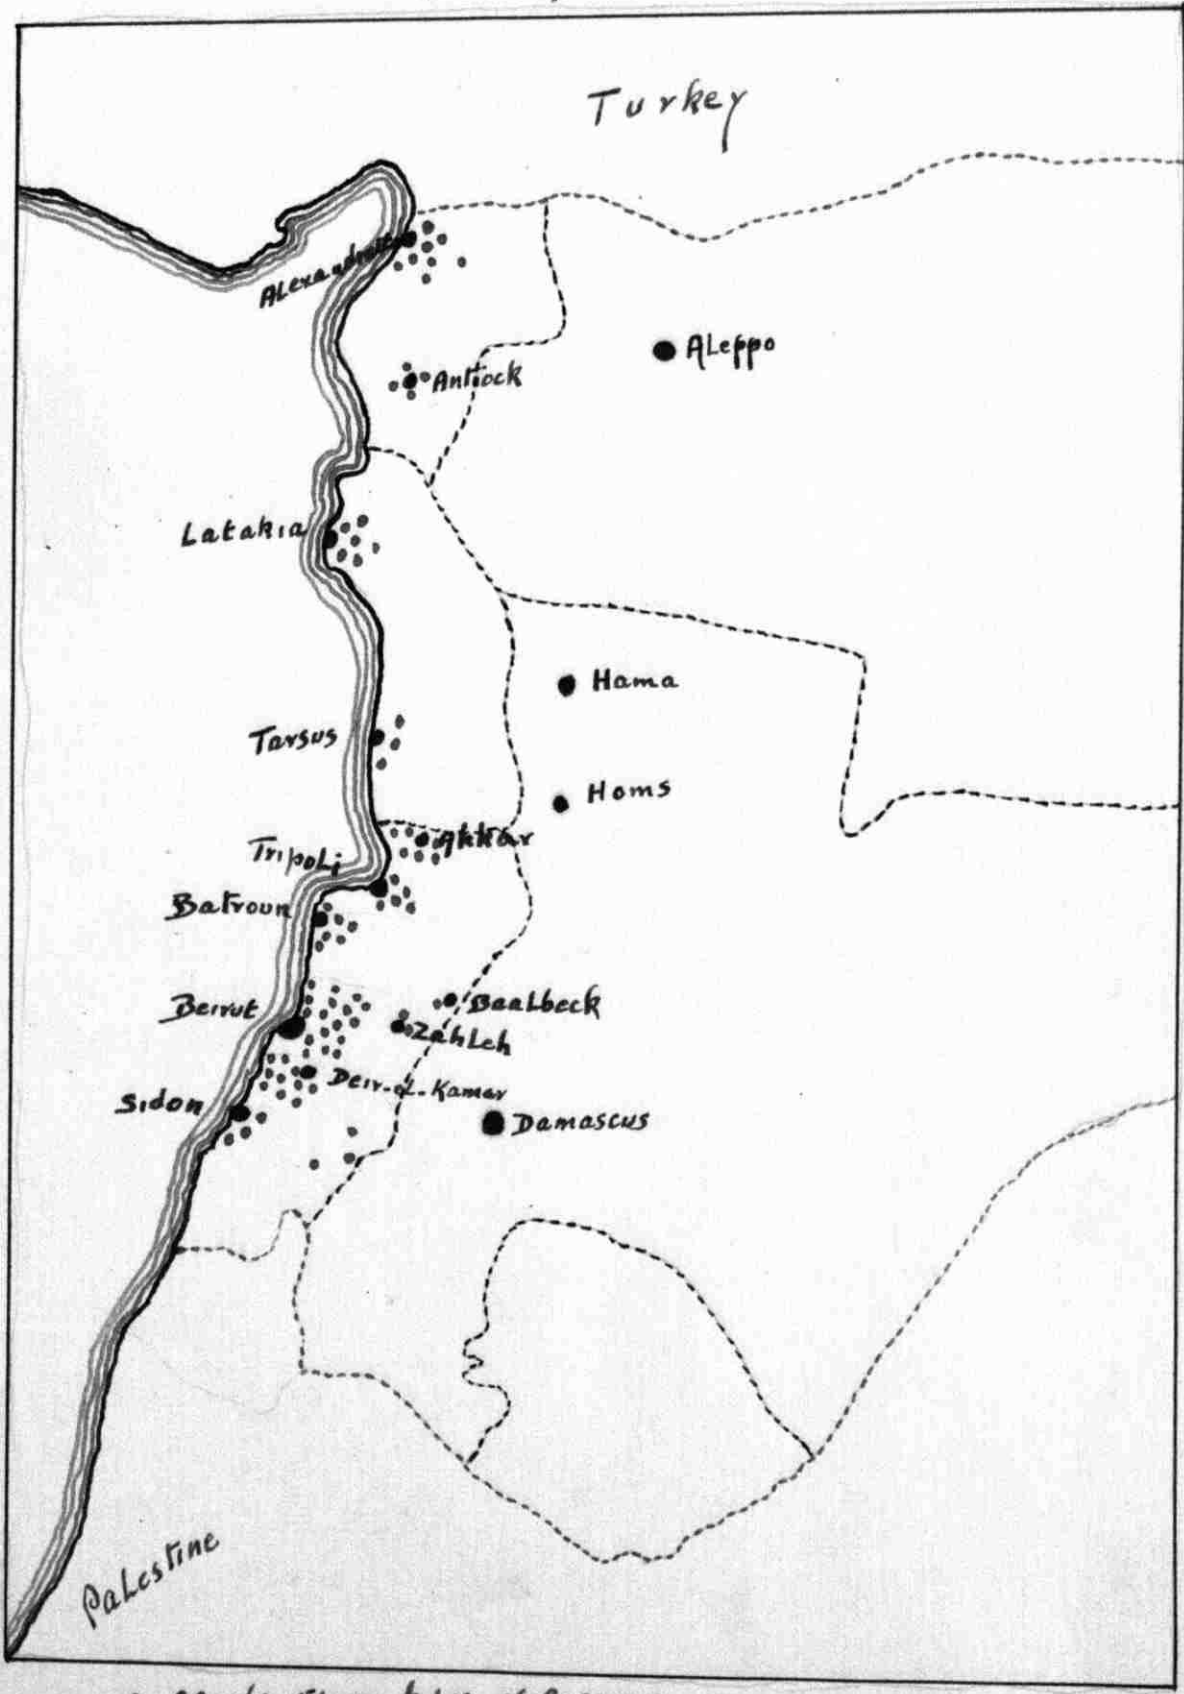 Turkey
Alexandrette
Aleppo
Antiock
Latakia
Hama
Tarsus
Homs
Akkar
Tripoli
Batroun
Baalbeck
Beirut
Zahleh
Deir-el-Kamar
Sidon
Damascus
Palestine